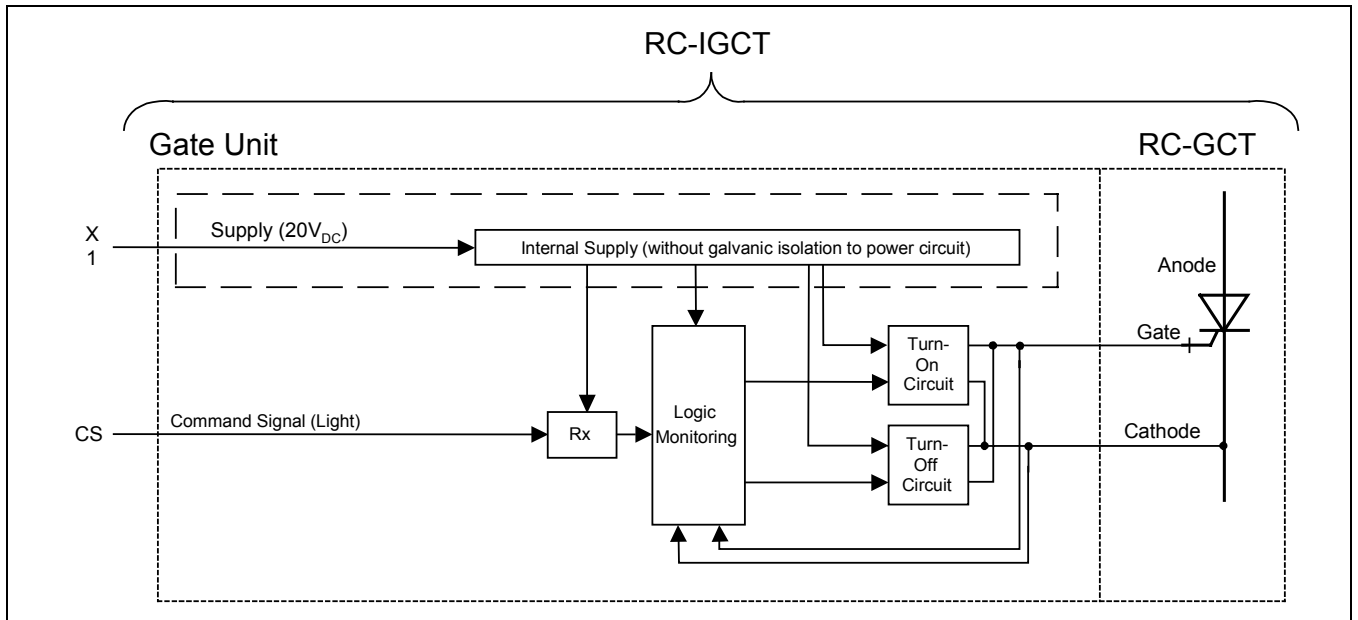 RC-IGCT
Gate Unit
RC-GCT
X
1
Supply (20V_DC)
Internal Supply (without galvanic isolation to power circuit)
Anode
Gate
Turn-
On
Circuit
Logic
Monitoring
CS
Command Signal (Light)
Rx
Turn-
Off
Circuit
Cathode